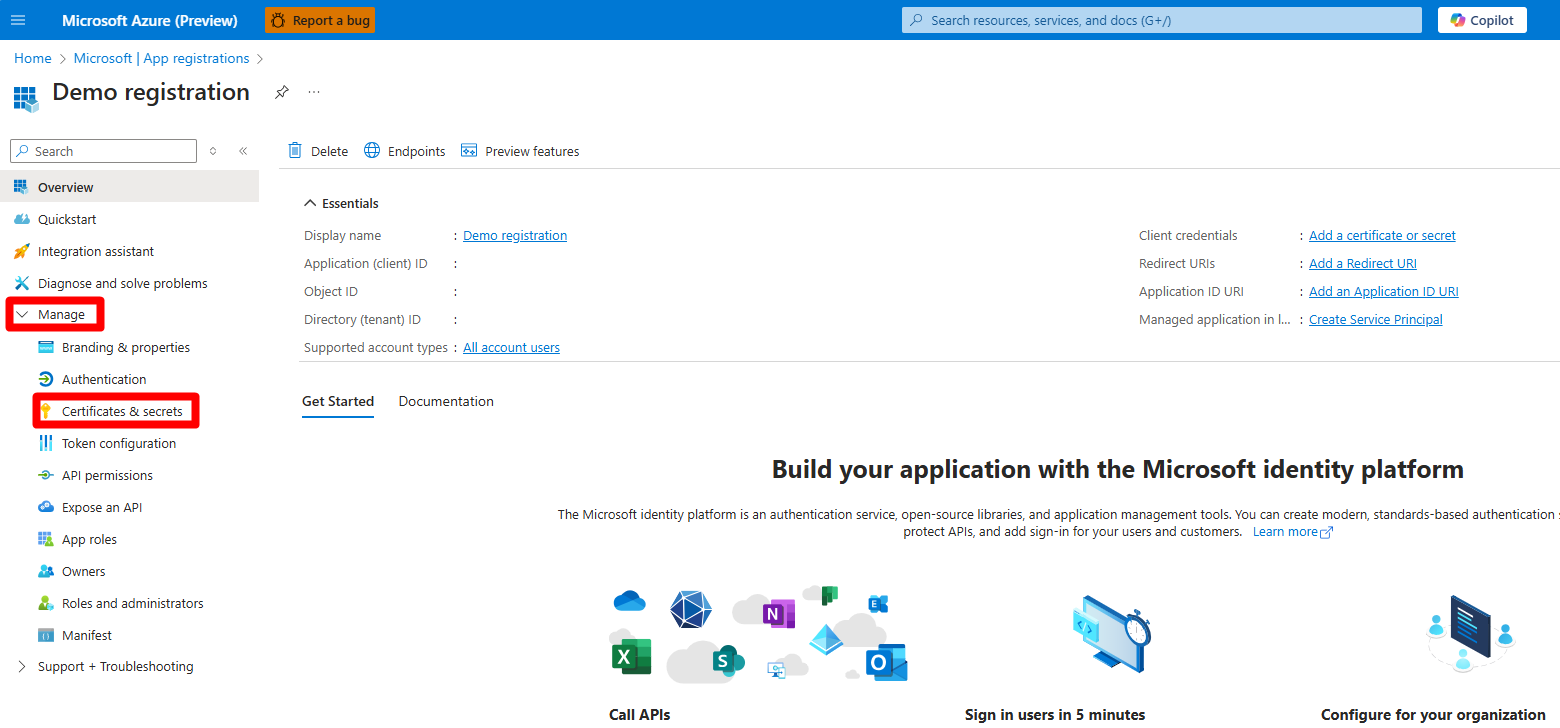 Microsoft Azure (Preview)
Report a bug
Search resources, services, and docs (G+/)
Copilot
Home > Microsoft | App registrations >
Demo registration
...
Search
Delete
Endpoints
Preview features
Overview
Quickstart
Integration assistant
Diagnose and solve problems
Manage
Branding & properties
Authentication
Certificates & secrets
Token configuration
API permissions
Expose an API
App roles
Owners
Roles and administrators
Manifest
Support + Troubleshooting
Essentials
Display name : Demo registration
Application (client) ID :
Object ID :
Directory (tenant) ID :
Supported account types : All account users
Client credentials : Add a certificate or secret
Redirect URIs : Add a Redirect URI
Application ID URI : Add an Application ID URI
Managed application in l... : Create Service Principal
Get Started
Documentation
Build your application with the Microsoft identity platform
The Microsoft identity platform is an authentication service, open-source libraries, and application management tools. You can create modern, standards-based authentication
protect APIs, and add sign-in for your users and customers. Learn more
N
E
X
S
O
Call APIs
Sign in users in 5 minutes
Configure for your organization